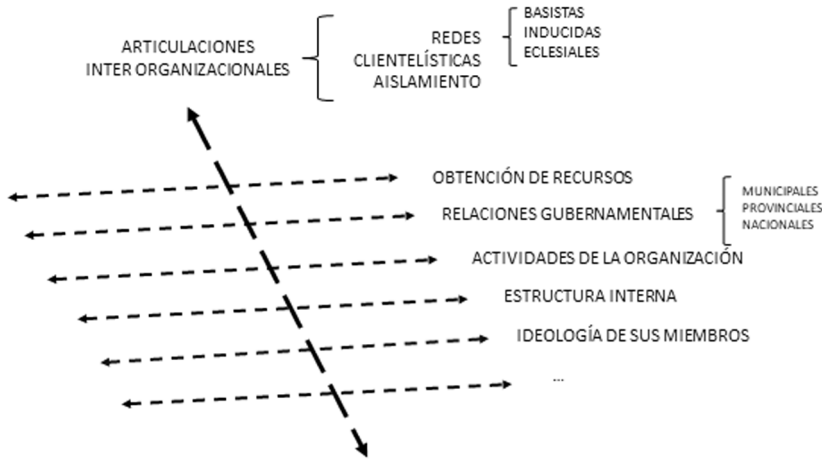 ARTICULACIONES
INTER ORGANIZACIONALES
REDES
CLIENTELÍSTICAS
AISLAMIENTO
BASISTAS
INDUCIDAS
ECLESIALES
OBTENCIÓN DE RECURSOS
RELACIONES GUBERNAMENTALES
MUNICIPALES
PROVINCIALES
NACIONALES
ACTIVIDADES DE LA ORGANIZACIÓN
ESTRUCTURA INTERNA
IDEOLOGÍA DE SUS MIEMBROS
...